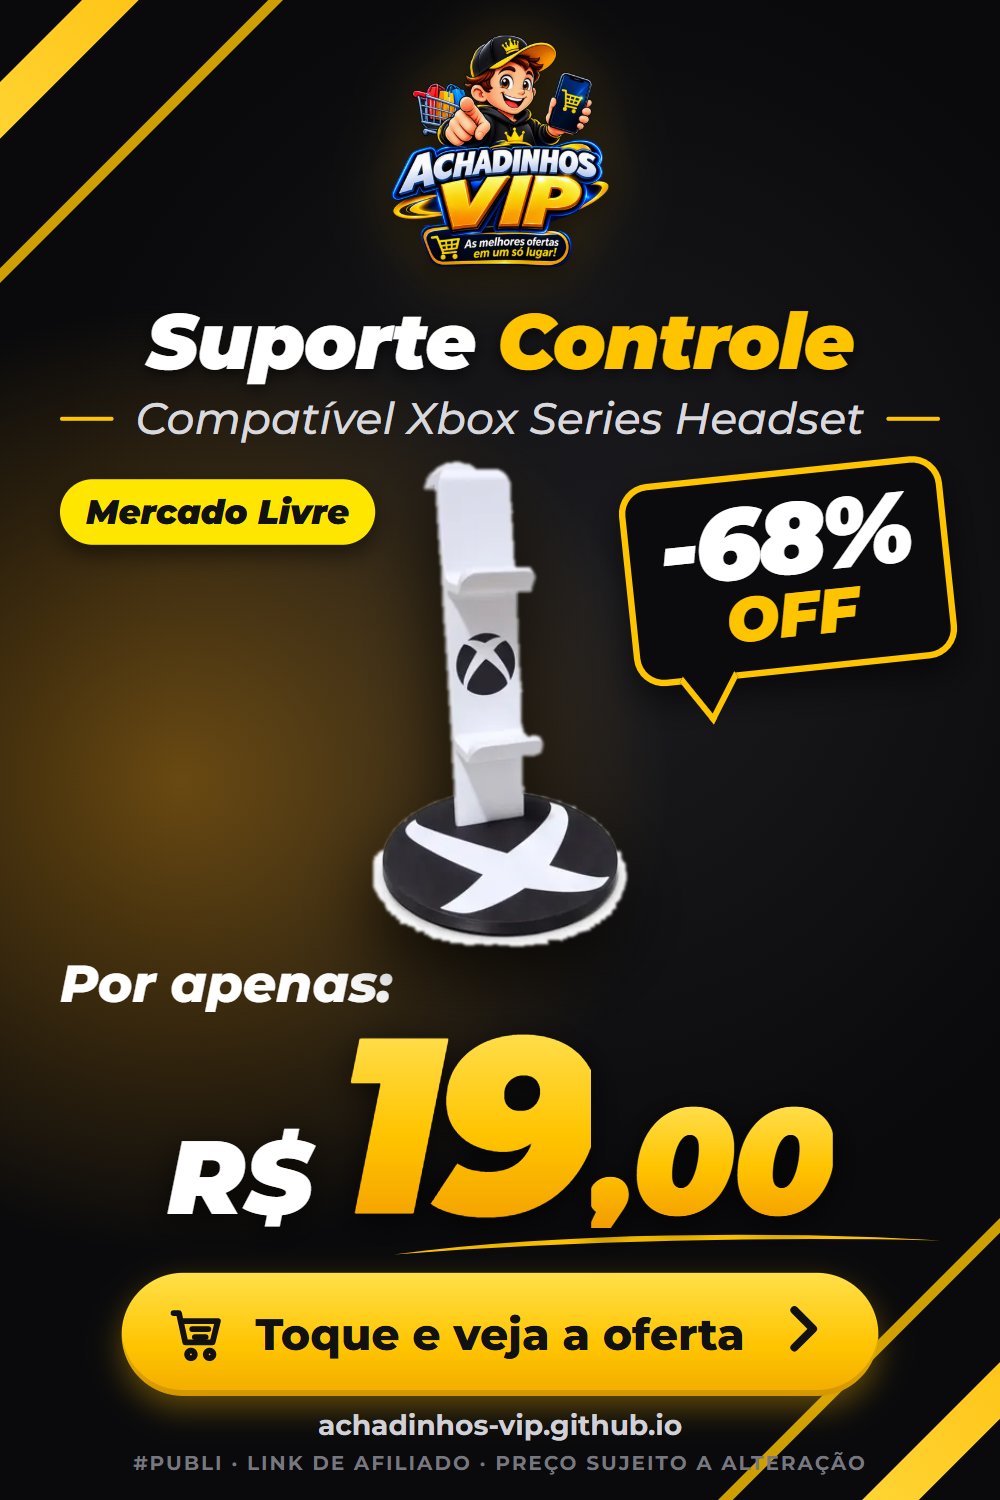 ACHADINHOS
VIP
As melhores ofertas
em um só lugar!
Suporte Controle
Compatível Xbox Series Headset
Mercado Livre
-68%
OFF
Por apenas:
R$ 19,00
Toque e veja a oferta
achadinhos-vip.github.io
#PUBLI · LINK DE AFILIADO · PREÇO SUJEITO A ALTERAÇÃO